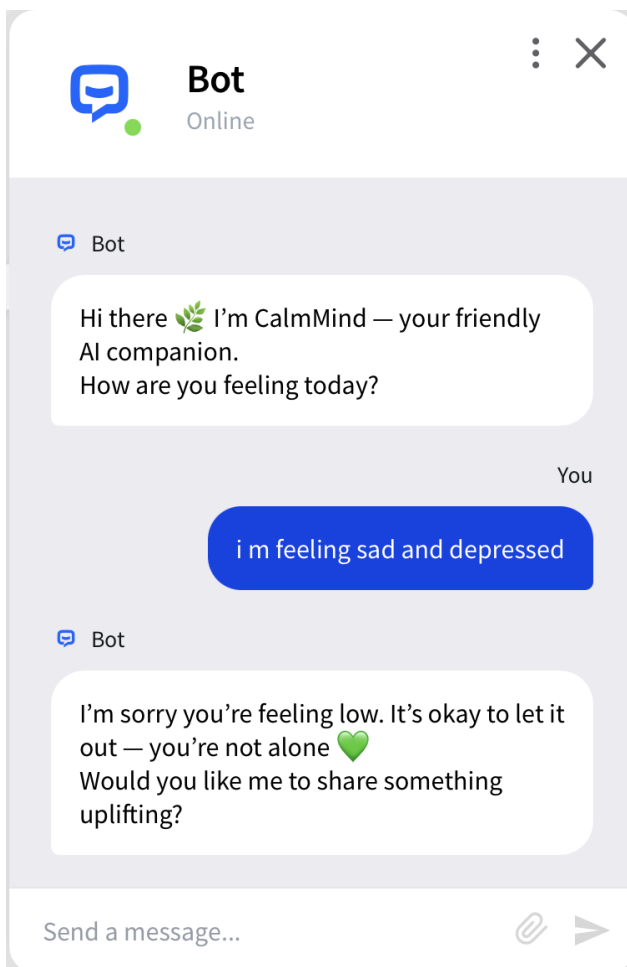 Bot
Online
Bot
Hi there 🌿 I’m CalmMind — your friendly
AI companion.
How are you feeling today?
You
i m feeling sad and depressed
Bot
I’m sorry you’re feeling low. It’s okay to let it
out — you’re not alone 💚
Would you like me to share something
uplifting?
Send a message...